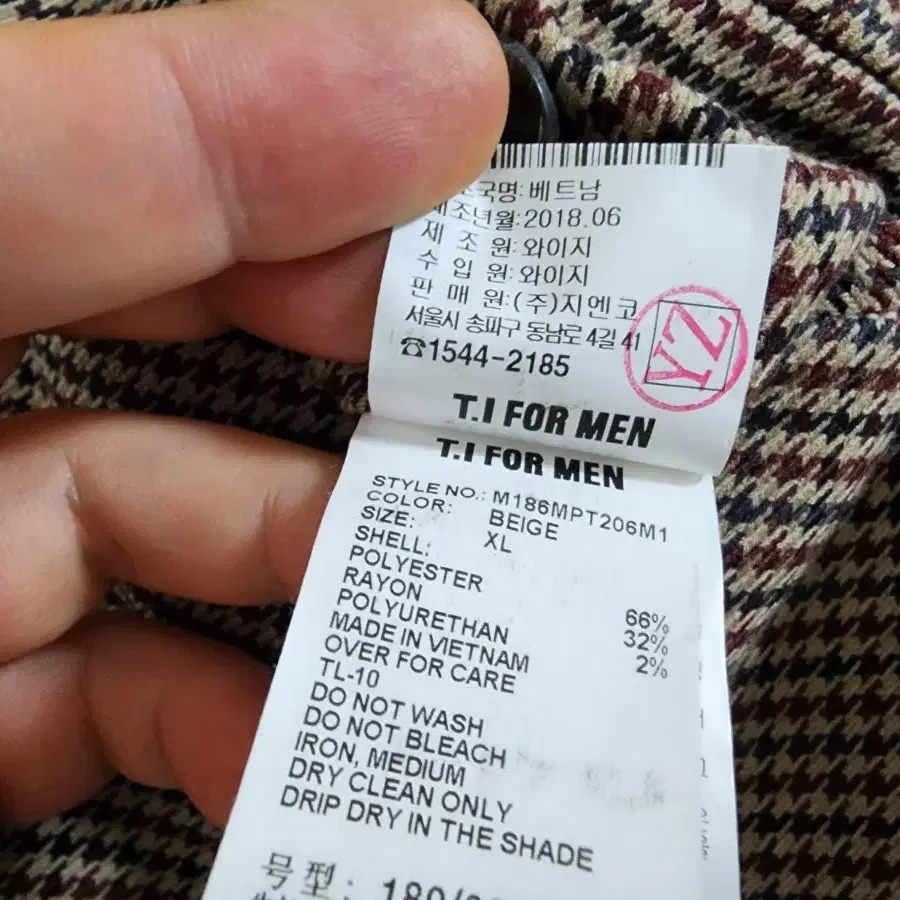 국명: 베트남
제조년월: 2018.06
제 조 원: 와이지
수 입 원: 와이지
판 매 원: (주)지엔코
서울시 송파구 동남로 4길 41
☎1544-2185
YZ
T.I FOR MEN
T.I FOR MEN
STYLE NO.: M186MPT206M1
COLOR: BEIGE
SIZE: XL
SHELL:
POLYESTER 66%
RAYON 32%
POLYURETHAN 2%
MADE IN VIETNAM
OVER FOR CARE
TL-10
DO NOT WASH
DO NOT BLEACH
IRON, MEDIUM
DRY CLEAN ONLY
DRIP DRY IN THE SHADE
号型: